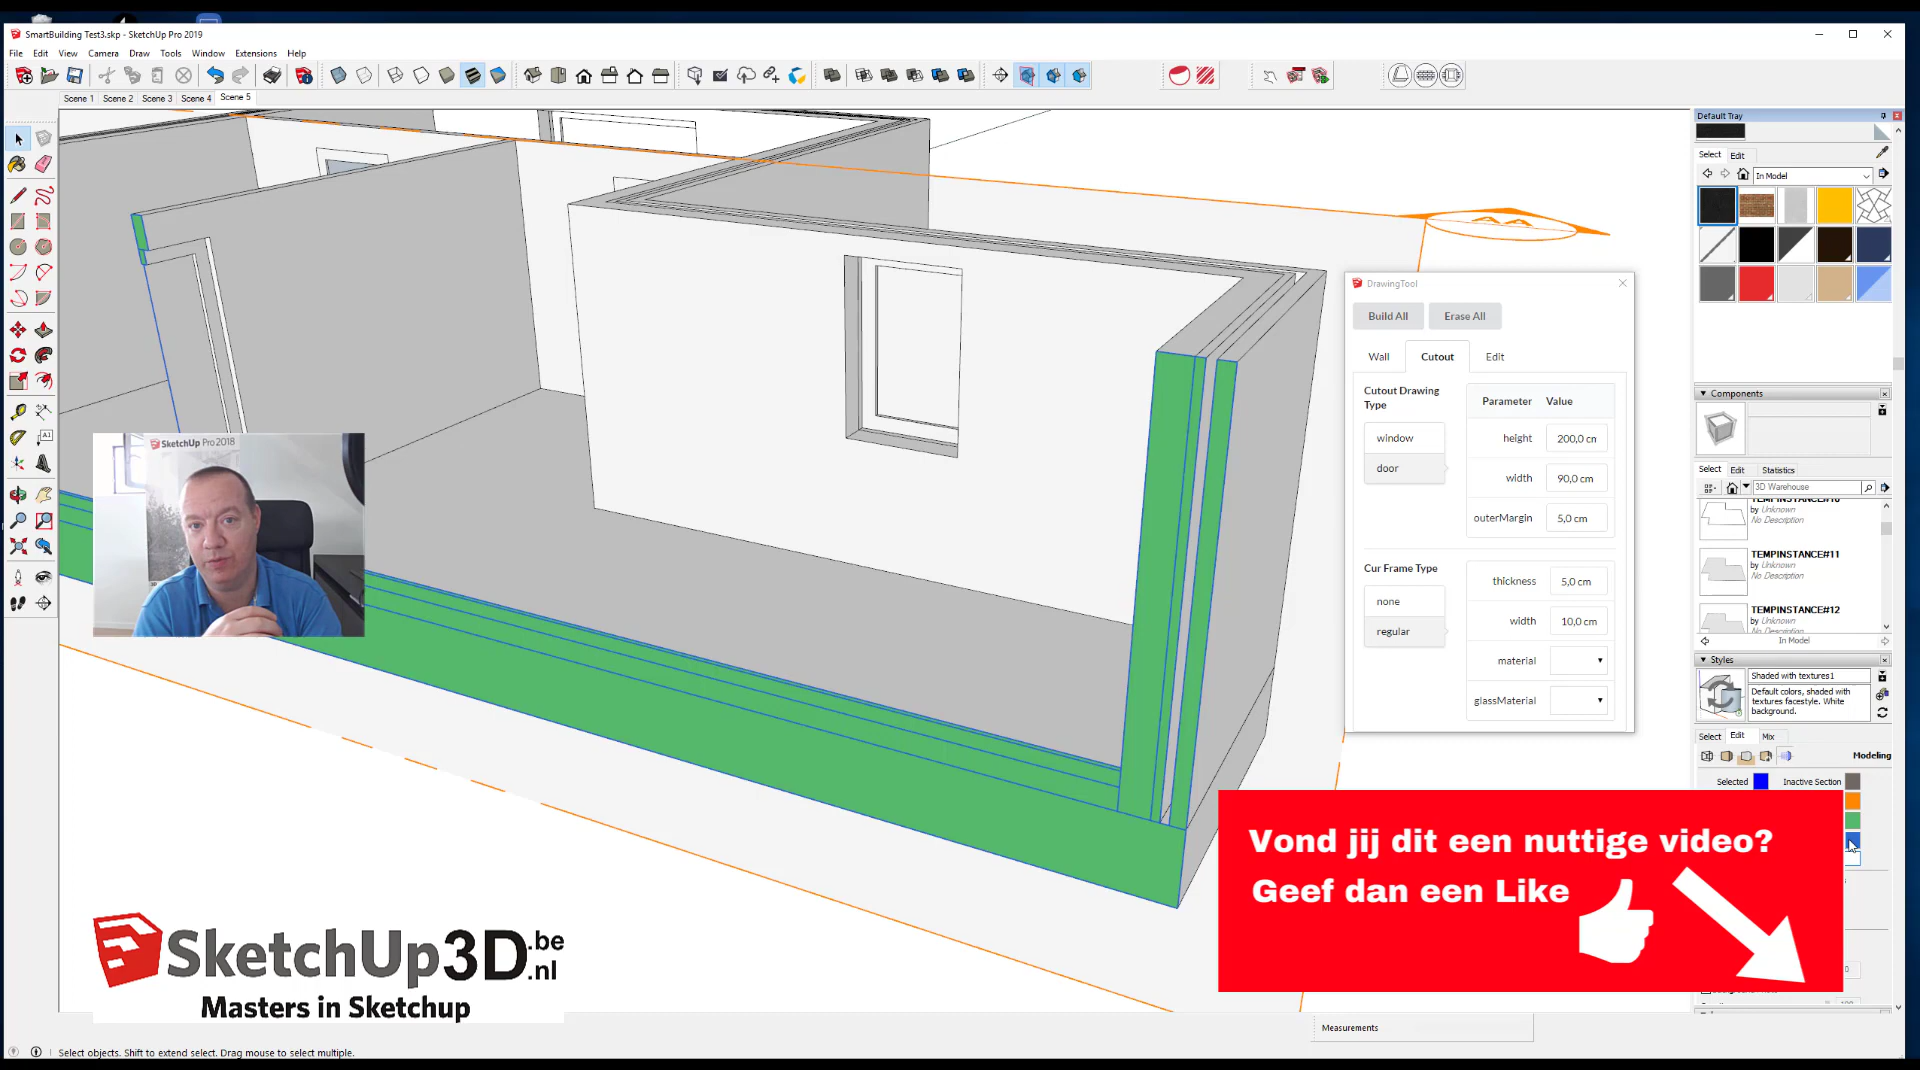 SmartBuilding Test3.skp - SketchUp Pro 2019
File Edit View Camera Draw Tools Window Extensions Help
Scene 1 Scene 2 Scene 3 Scene 4 Scene 5
Default Tray
Select Edit
In Model
DrawingTool
Build All Erase All
Wall Cutout Edit
Cutout Drawing
Type
Parameter Value
window
door
height 200,0 cn
width 90,0 cm
outerMargin 5,0 cm
Cur Frame Type
none
regular
thickness 5,0 cm
width 10,0 cm
material
glassMaterial
Components
Select Edit Statistics
3D Warehouse
by Unknown
No Description
TEMPINSTANCE#11
by Unknown
No Description
TEMPINSTANCE#12
by Unknown
In Model
Styles
Shaded with textures1
Default colors, shaded with
textures facestyle. White
background.
Select Edit Mix
Modeling
Selected Inactive Section
A1
SketchUp Pro 2018
Vond jij dit een nuttige video?
Geef dan een Like
SketchUp3D
.be
.nl
Masters in Sketchup
Measurements
Select objects. Shift to extend select. Drag mouse to select multiple.